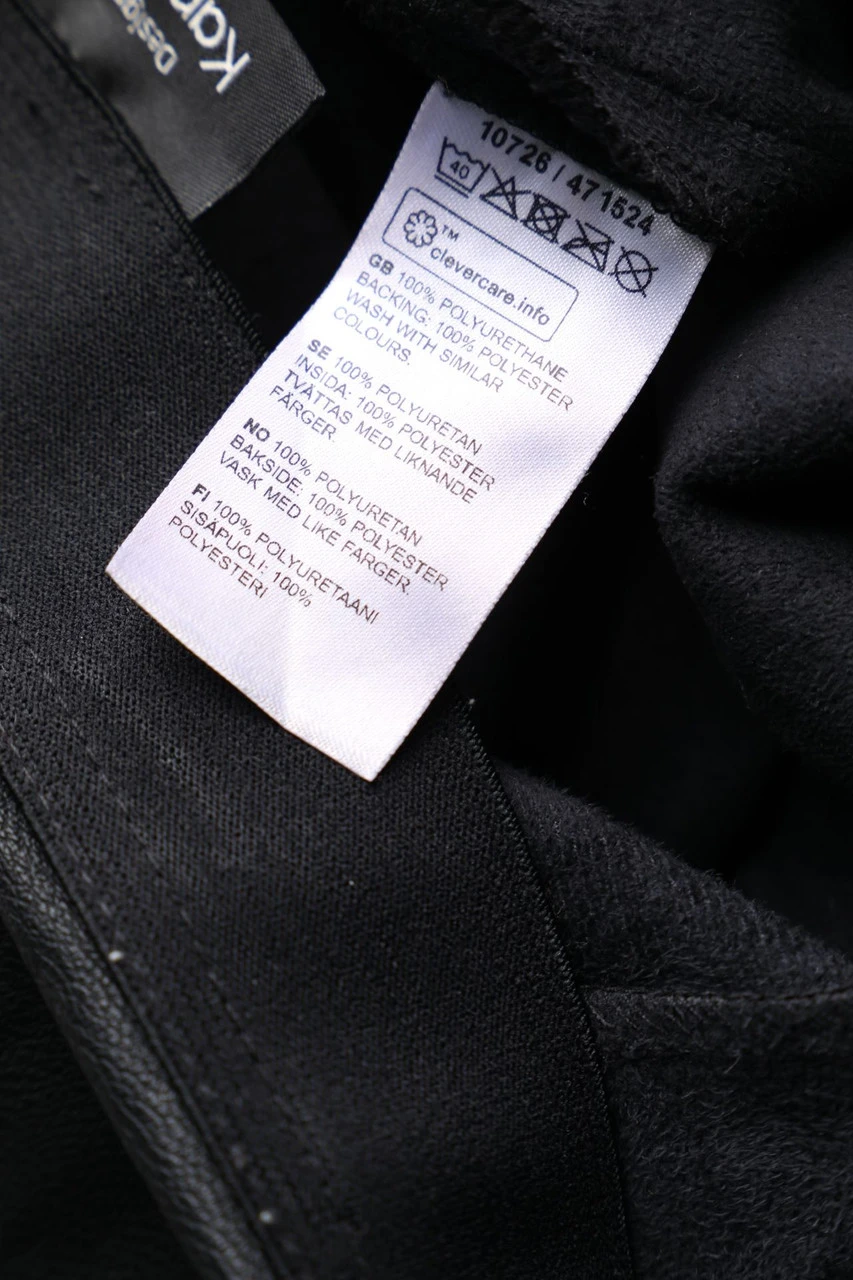 10726 / 471524
40
™
clevercare.info
GB 100% POLYURETHANE
BACKING: 100% POLYESTER
WASH WITH SIMILAR
COLOURS.
SE 100% POLYURETAN
INSIDA: 100% POLYESTER
TVÄTTAS MED LIKNANDE
FÄRGER.
NO 100% POLYURETAN
BAKSIDE: 100% POLYESTER
VASK MED LIKE FARGER.
FI 100% POLYURETAANI
SISÄPUOLI: 100%
POLYESTERI